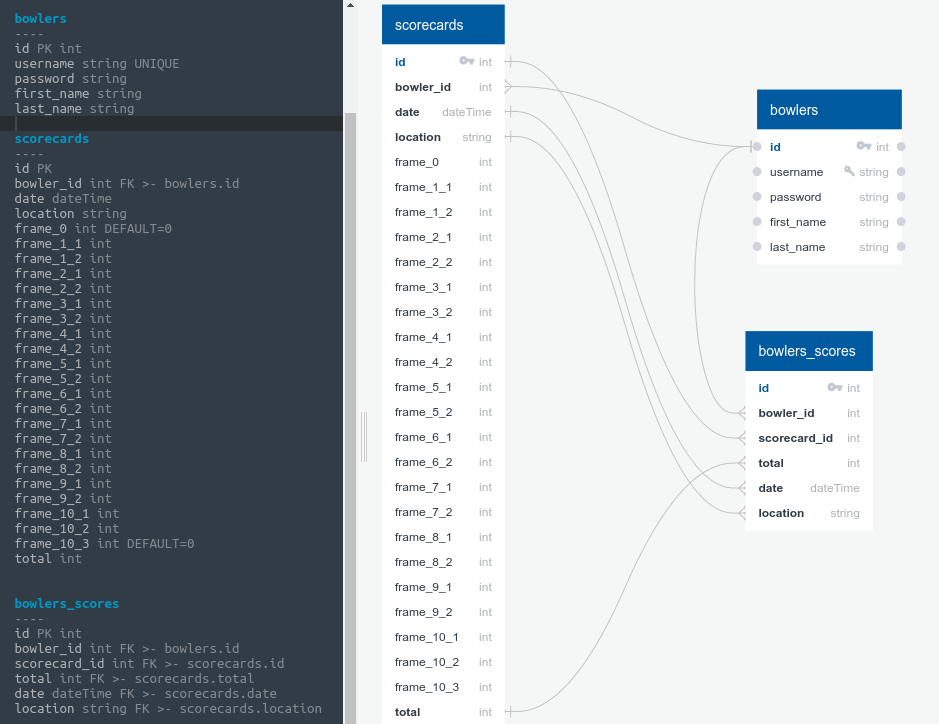 bowlers
----
id PK int
username string UNIQUE
password string
first_name string
last_name string
scorecards
----
id PK
bowler_id int FK >- bowlers.id
date dateTime
location string
frame_0 int DEFAULT=0
frame_1_1 int
frame_1_2 int
frame_2_1 int
frame_2_2 int
frame_3_1 int
frame_3_2 int
frame_4_1 int
frame_4_2 int
frame_5_1 int
frame_5_2 int
frame_6_1 int
frame_6_2 int
frame_7_1 int
frame_7_2 int
frame_8_1 int
frame_8_2 int
frame_9_1 int
frame_9_2 int
frame_10_1 int
frame_10_2 int
frame_10_3 int DEFAULT=0
total int
bowlers_scores
----
id PK int
bowler_id int FK >- bowlers.id
scorecard_id int FK >- scorecards.id
total int FK >- scorecards.total
date dateTime FK >- scorecards.date
location string FK >- scorecards.location
scorecards
id int
bowler_id int
date dateTime
location string
frame_0 int
frame_1_1 int
frame_1_2 int
frame_2_1 int
frame_2_2 int
frame_3_1 int
frame_3_2 int
frame_4_1 int
frame_4_2 int
frame_5_1 int
frame_5_2 int
frame_6_1 int
frame_6_2 int
frame_7_1 int
frame_7_2 int
frame_8_1 int
frame_8_2 int
frame_9_1 int
frame_9_2 int
frame_10_1 int
frame_10_2 int
frame_10_3 int
total int
bowlers
id int
username string
password string
first_name string
last_name string
bowlers_scores
id int
bowler_id int
scorecard_id int
total int
date dateTime
location string